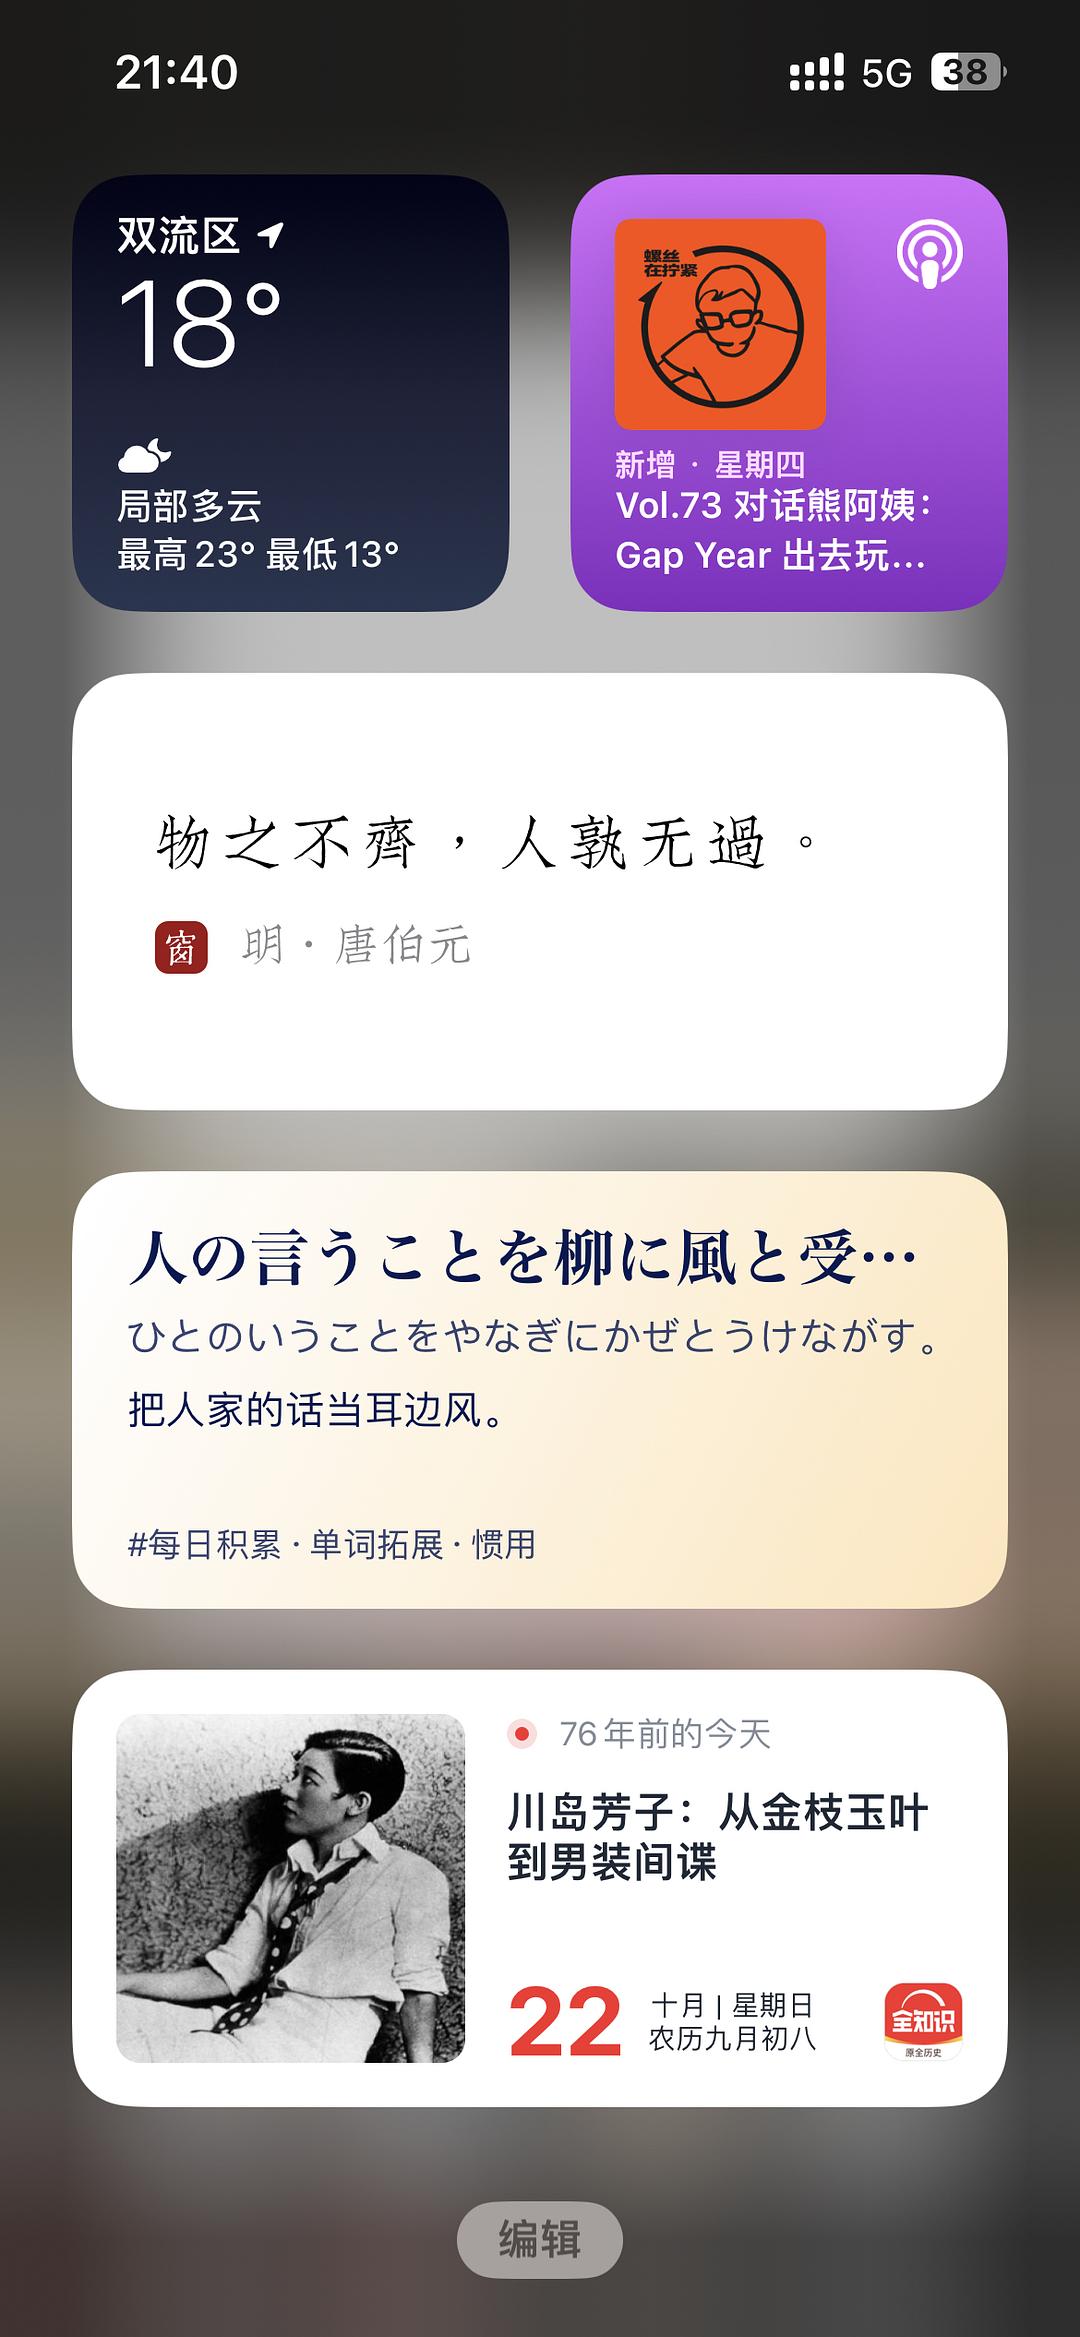 21:40
5G 38
双流区
18°
局部多云
最高 23° 最低 13°
螺丝
在拧紧
新增 · 星期四
Vol.73 对话熊阿姨：
Gap Year 出去玩...
物之不齊，人孰无過。
窗 明·唐伯元
人の言うことを柳に風と受…
ひとのいうことをやなぎにかぜとうけながす。
把人家的话当耳边风。
#每日积累 · 单词拓展 · 惯用
76 年前的今天
川岛芳子：从金枝玉叶
到男装间谍
22
十月 | 星期日
农历九月初八
全知识
原全历史
编辑